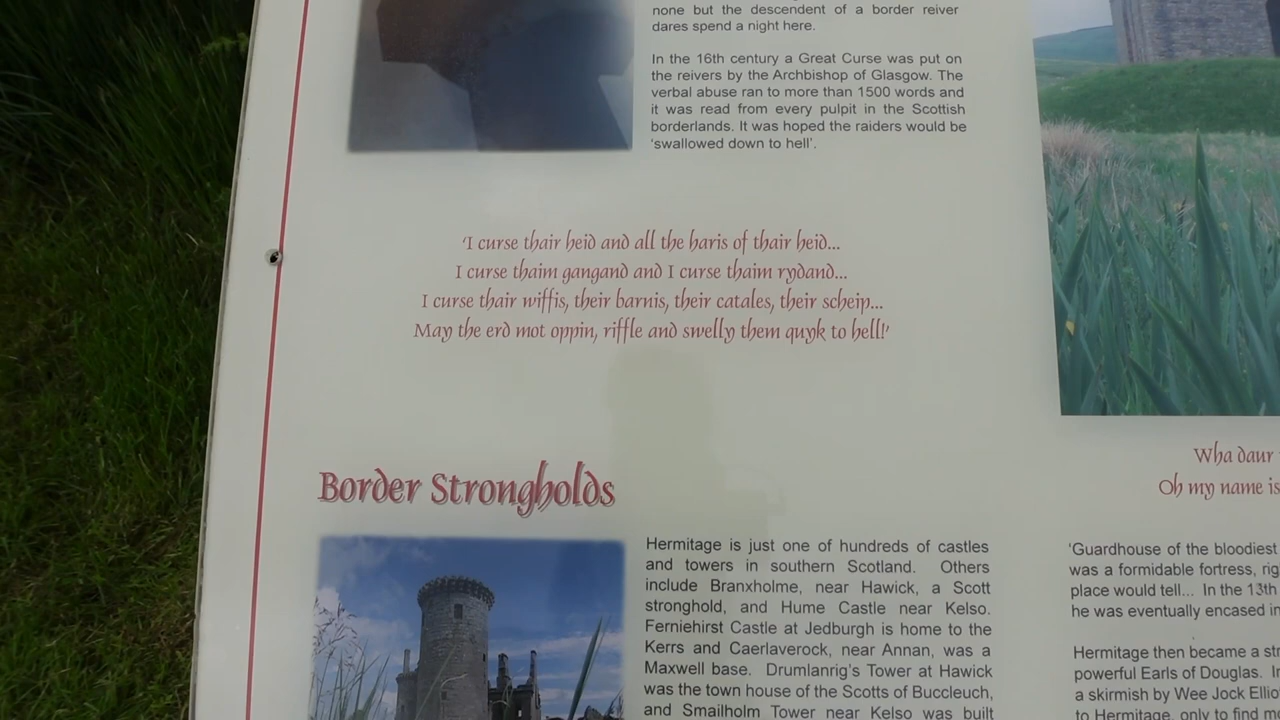 none but the descendent of a border reiver
dares spend a night here.
In the 16th century a Great Curse was put on
the reivers by the Archbishop of Glasgow. The
verbal abuse ran to more than 1500 words and
it was read from every pulpit in the Scottish
borderlands. It was hoped the raiders would be
'swallowed down to hell'.
'I curse thair heid and all the haris of thair heid...
I curse thaim gangand and I curse thaim rydand...
I curse thair wiffis, their barnis, their catales, their scheip...
May the erd mot oppin, riffle and swelly them quyk to hell!'
Border Strongholds
Hermitage is just one of hundreds of castles
and towers in southern Scotland. Others
include Branxholme, near Hawick, a Scott
stronghold, and Hume Castle near Kelso.
Ferniehirst Castle at Jedburgh is home to the
Kerrs and Caerlaverock, near Annan, was a
Maxwell base. Drumlanrig's Tower at Hawick
was the town house of the Scotts of Buccleuch,
and Smailholm Tower near Kelso was built
Wha daur
Oh my name is
'Guardhouse of the bloodiest
was a formidable fortress,
place would tell... In the 13th
he was eventually encased in
Hermitage then became a
powerful Earls of Douglas.
a skirmish by Wee Jock
to Hermitage, only to find